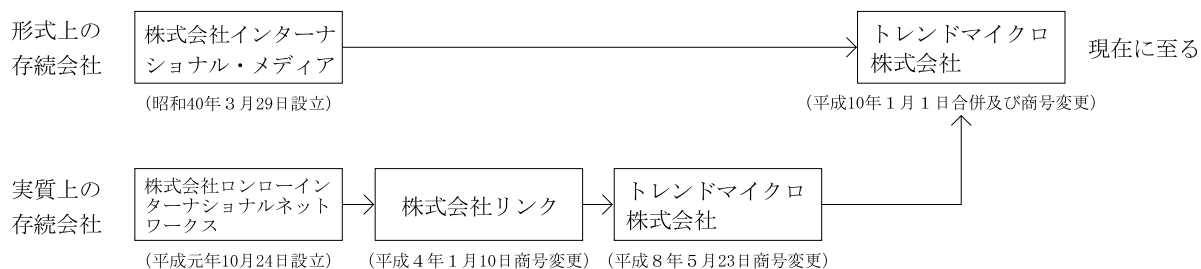 形式上の
存続会社
株式会社インターナ
ショナル・メディア
(昭和40年3月29日設立)
トレンドマイクロ
株式会社
(平成10年1月1日合併及び商号変更)
現在に至る
実質上の
存続会社
株式会社ロンローイン
ターナショナルネット
ワークス
(平成元年10月24日設立)
株式会社リンク
(平成4年1月10日商号変更)
トレンドマイクロ
株式会社
(平成8年5月23日商号変更)